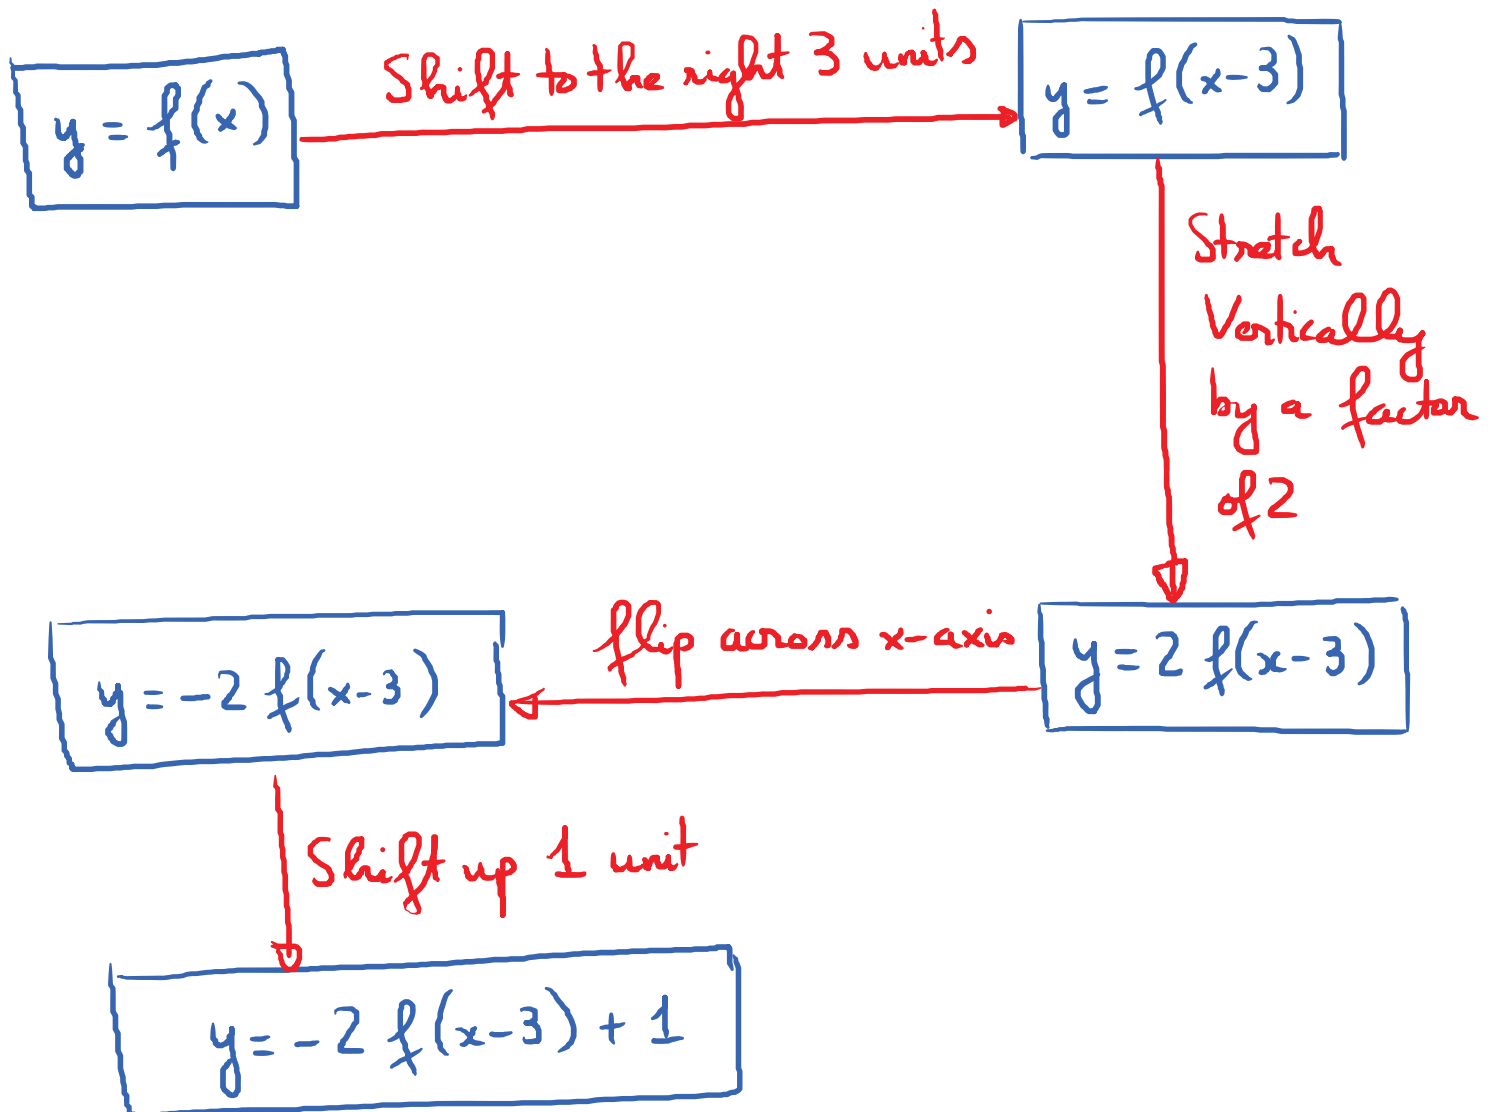 y = f(x)
Shift to the right 3 units
y = f(x-3)
Stretch
Vertically
by a factor
of 2
y = 2 f(x-3)
flip across x-axis
y = -2 f(x-3)
Shift up 1 unit
y = -2 f(x-3) + 1